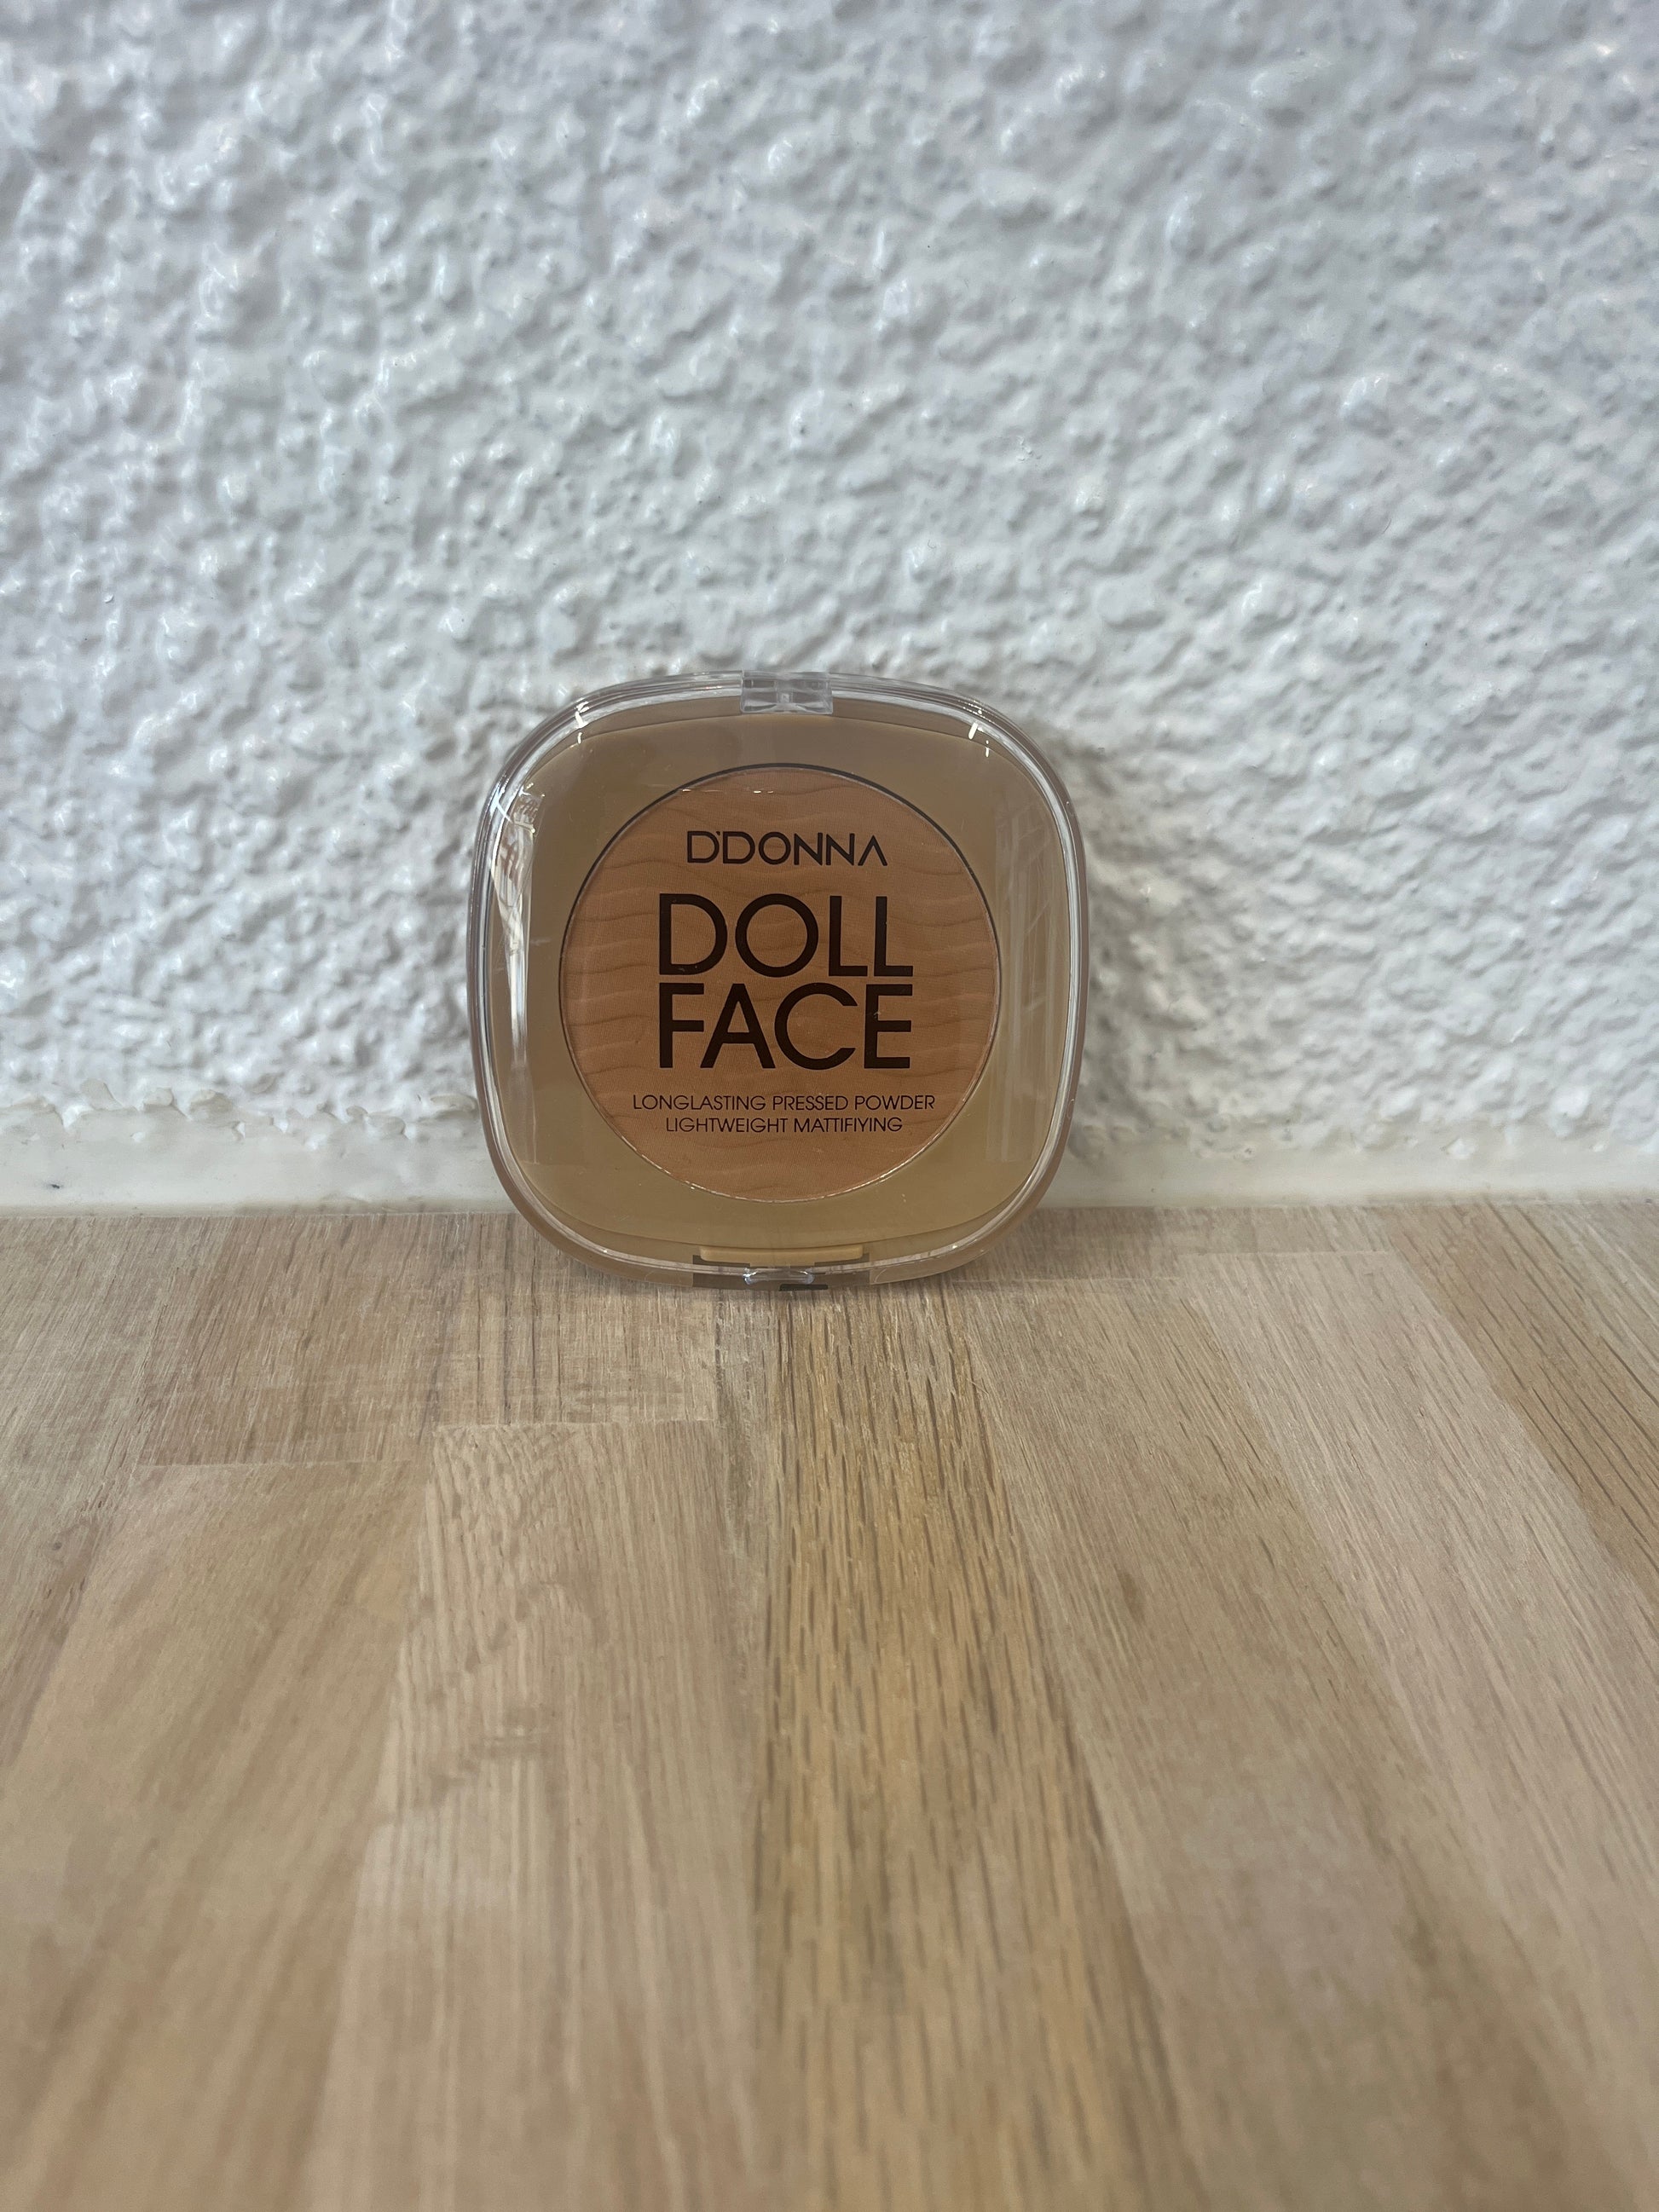 D'DONNA
DOLL
FACE
LONGLASTING PRESSED POWDER
LIGHTWEIGHT MATTIFIYING